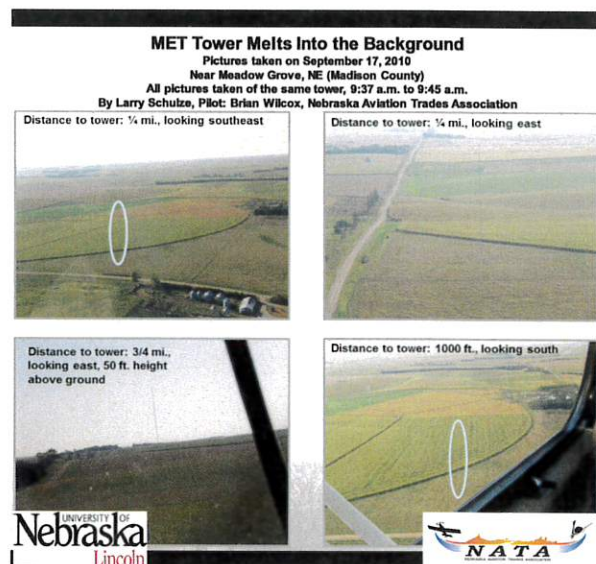 MET Tower Melts Into the Background
Pictures taken on September 17, 2010
Near Meadow Grove, NE (Madison County)
All pictures taken of the same tower, 9:37 a.m. to 9:45 a.m.
By Larry Schulze, Pilot: Brian Wilcox, Nebraska Aviation Trades Association
Distance to tower: ¼ mi., looking southeast
Distance to tower: ¼ mi., looking east
Distance to tower: 3/4 mi.,
looking east, 50 ft. height
above ground
Distance to tower: 1000 ft., looking south
UNIVERSITY OF
Nebraska
Lincoln
NATA
NEBRASKA AVIATION TRADES ASSOCIATION